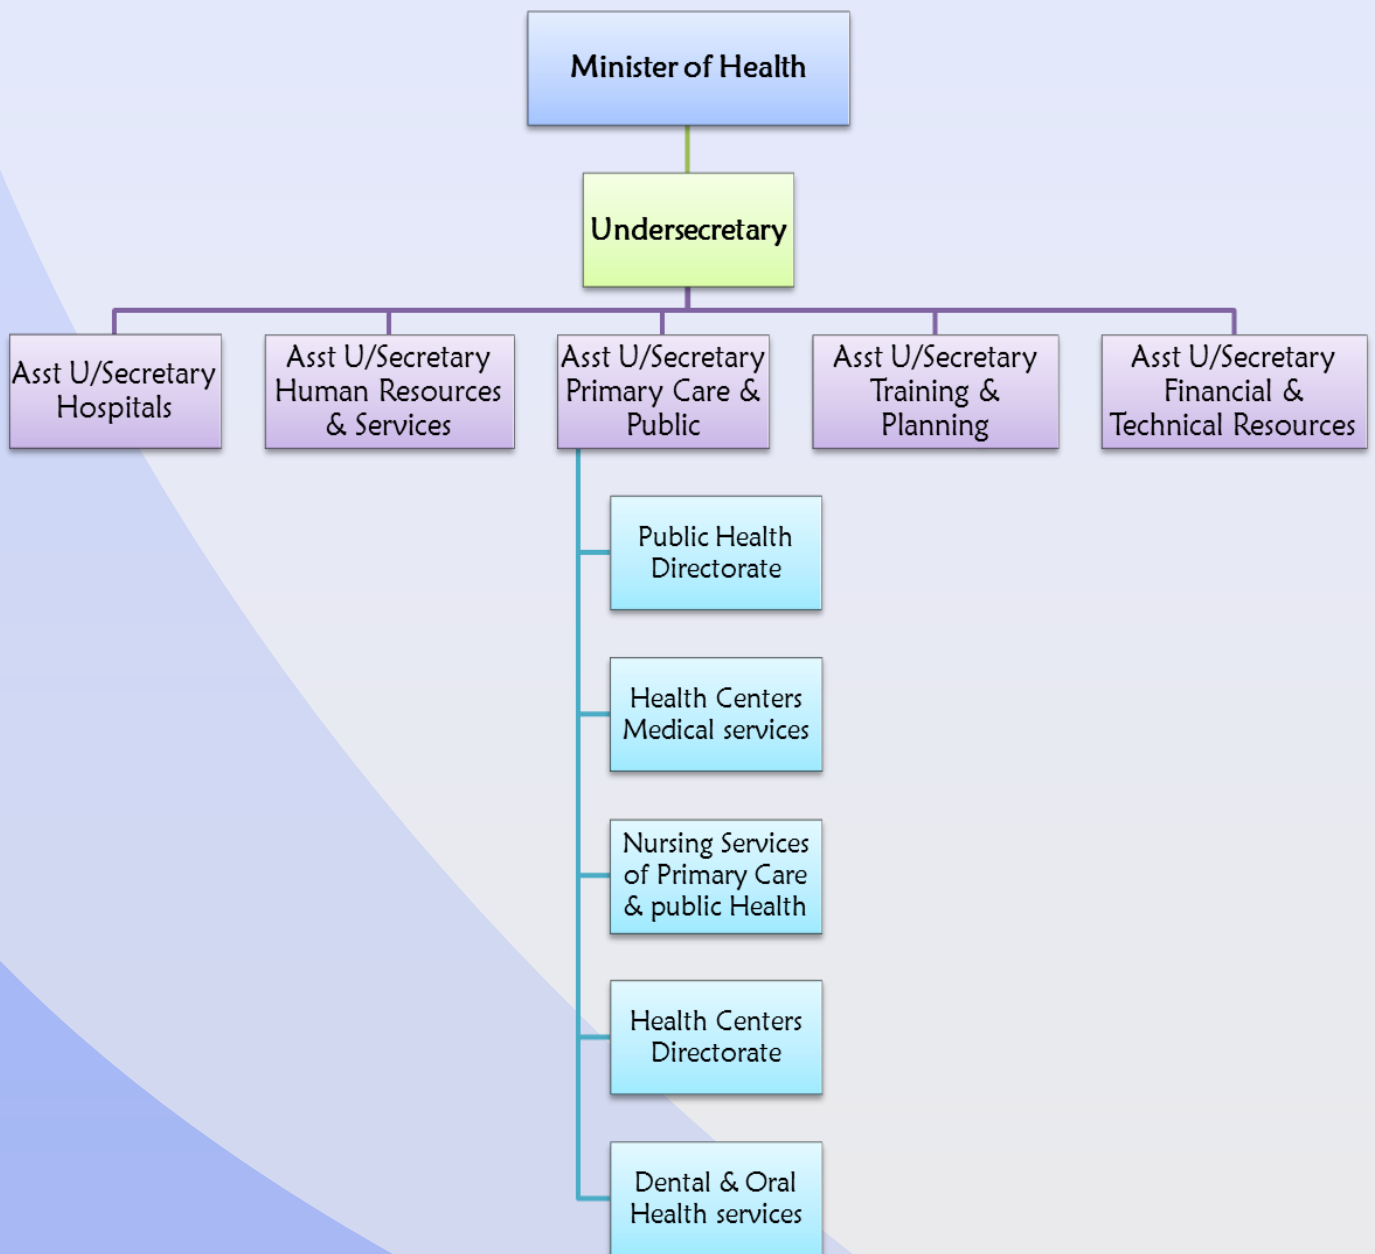 Minister of Health
Undersecretary
Asst U/Secretary
Hospitals
Asst U/Secretary
Human Resources
& Services
Asst U/Secretary
Primary Care &
Public
Asst U/Secretary
Training &
Planning
Asst U/Secretary
Financial &
Technical Resources
Public Health
Directorate
Health Centers
Medical services
Nursing Services
of Primary Care
& public Health
Health Centers
Directorate
Dental & Oral
Health services